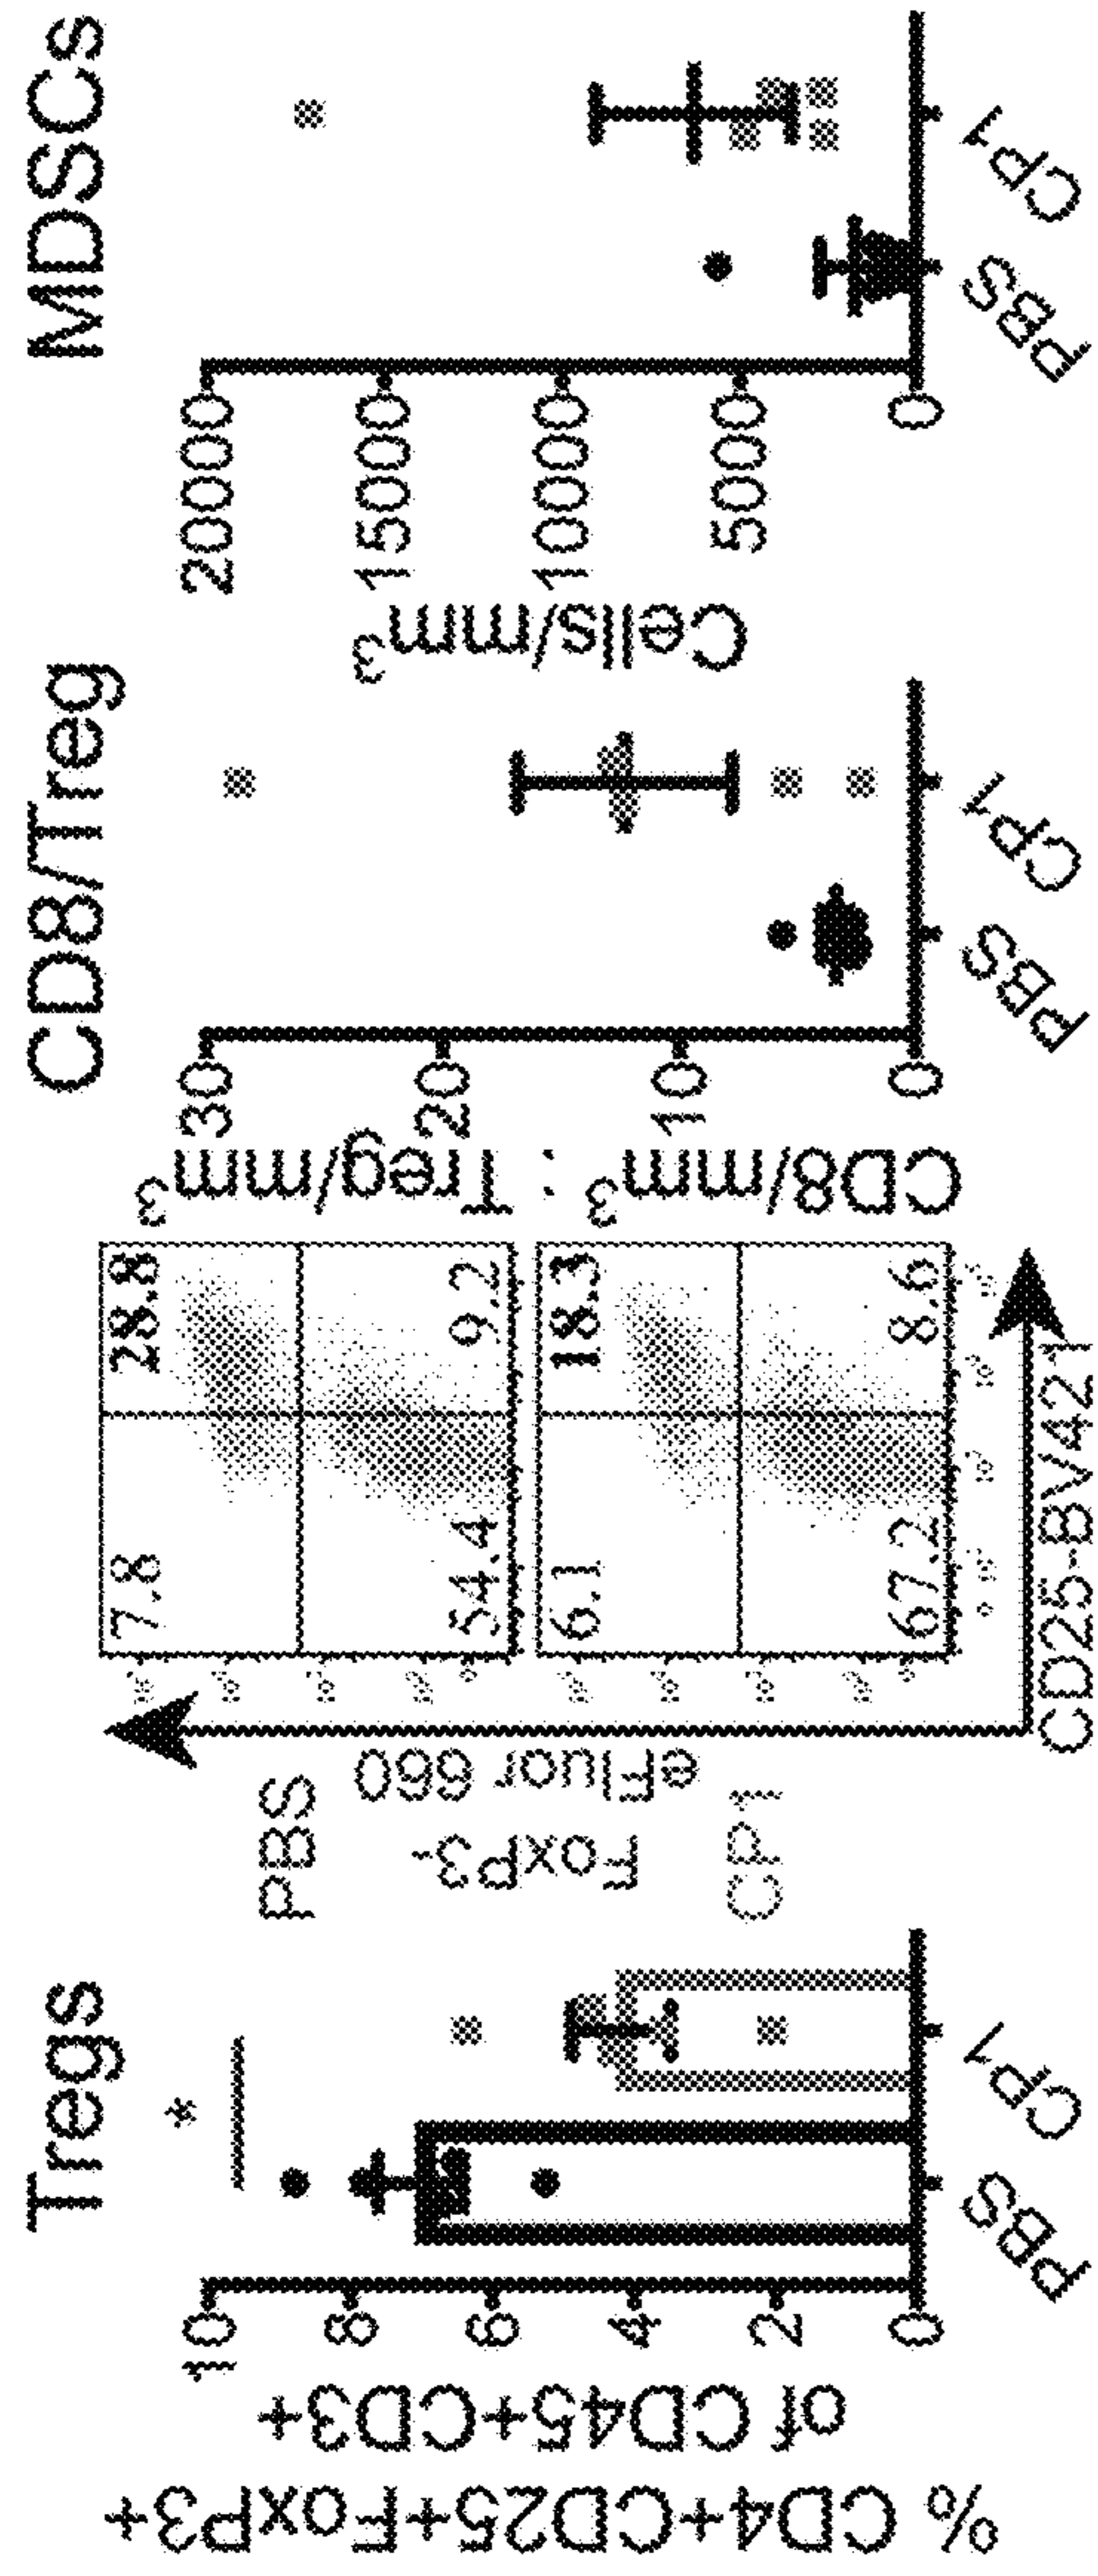 Tregs
% CD4+CD25+FoxP3+
of CD45+CD3+
10
8
6
4
2
0
*
PBS
CP1
PBS
CP1
FoxP3-
eFluor 660
7.8
28.8
54.4
9.2
6.1
18.3
67.2
8.6
CD25-BV421
CD8/Treg
CD8/mm3 : Treg/mm3
30
20
10
0
PBS
CP1
MDSCs
Cells/mm3
20000
15000
10000
5000
0
PBS
CP1